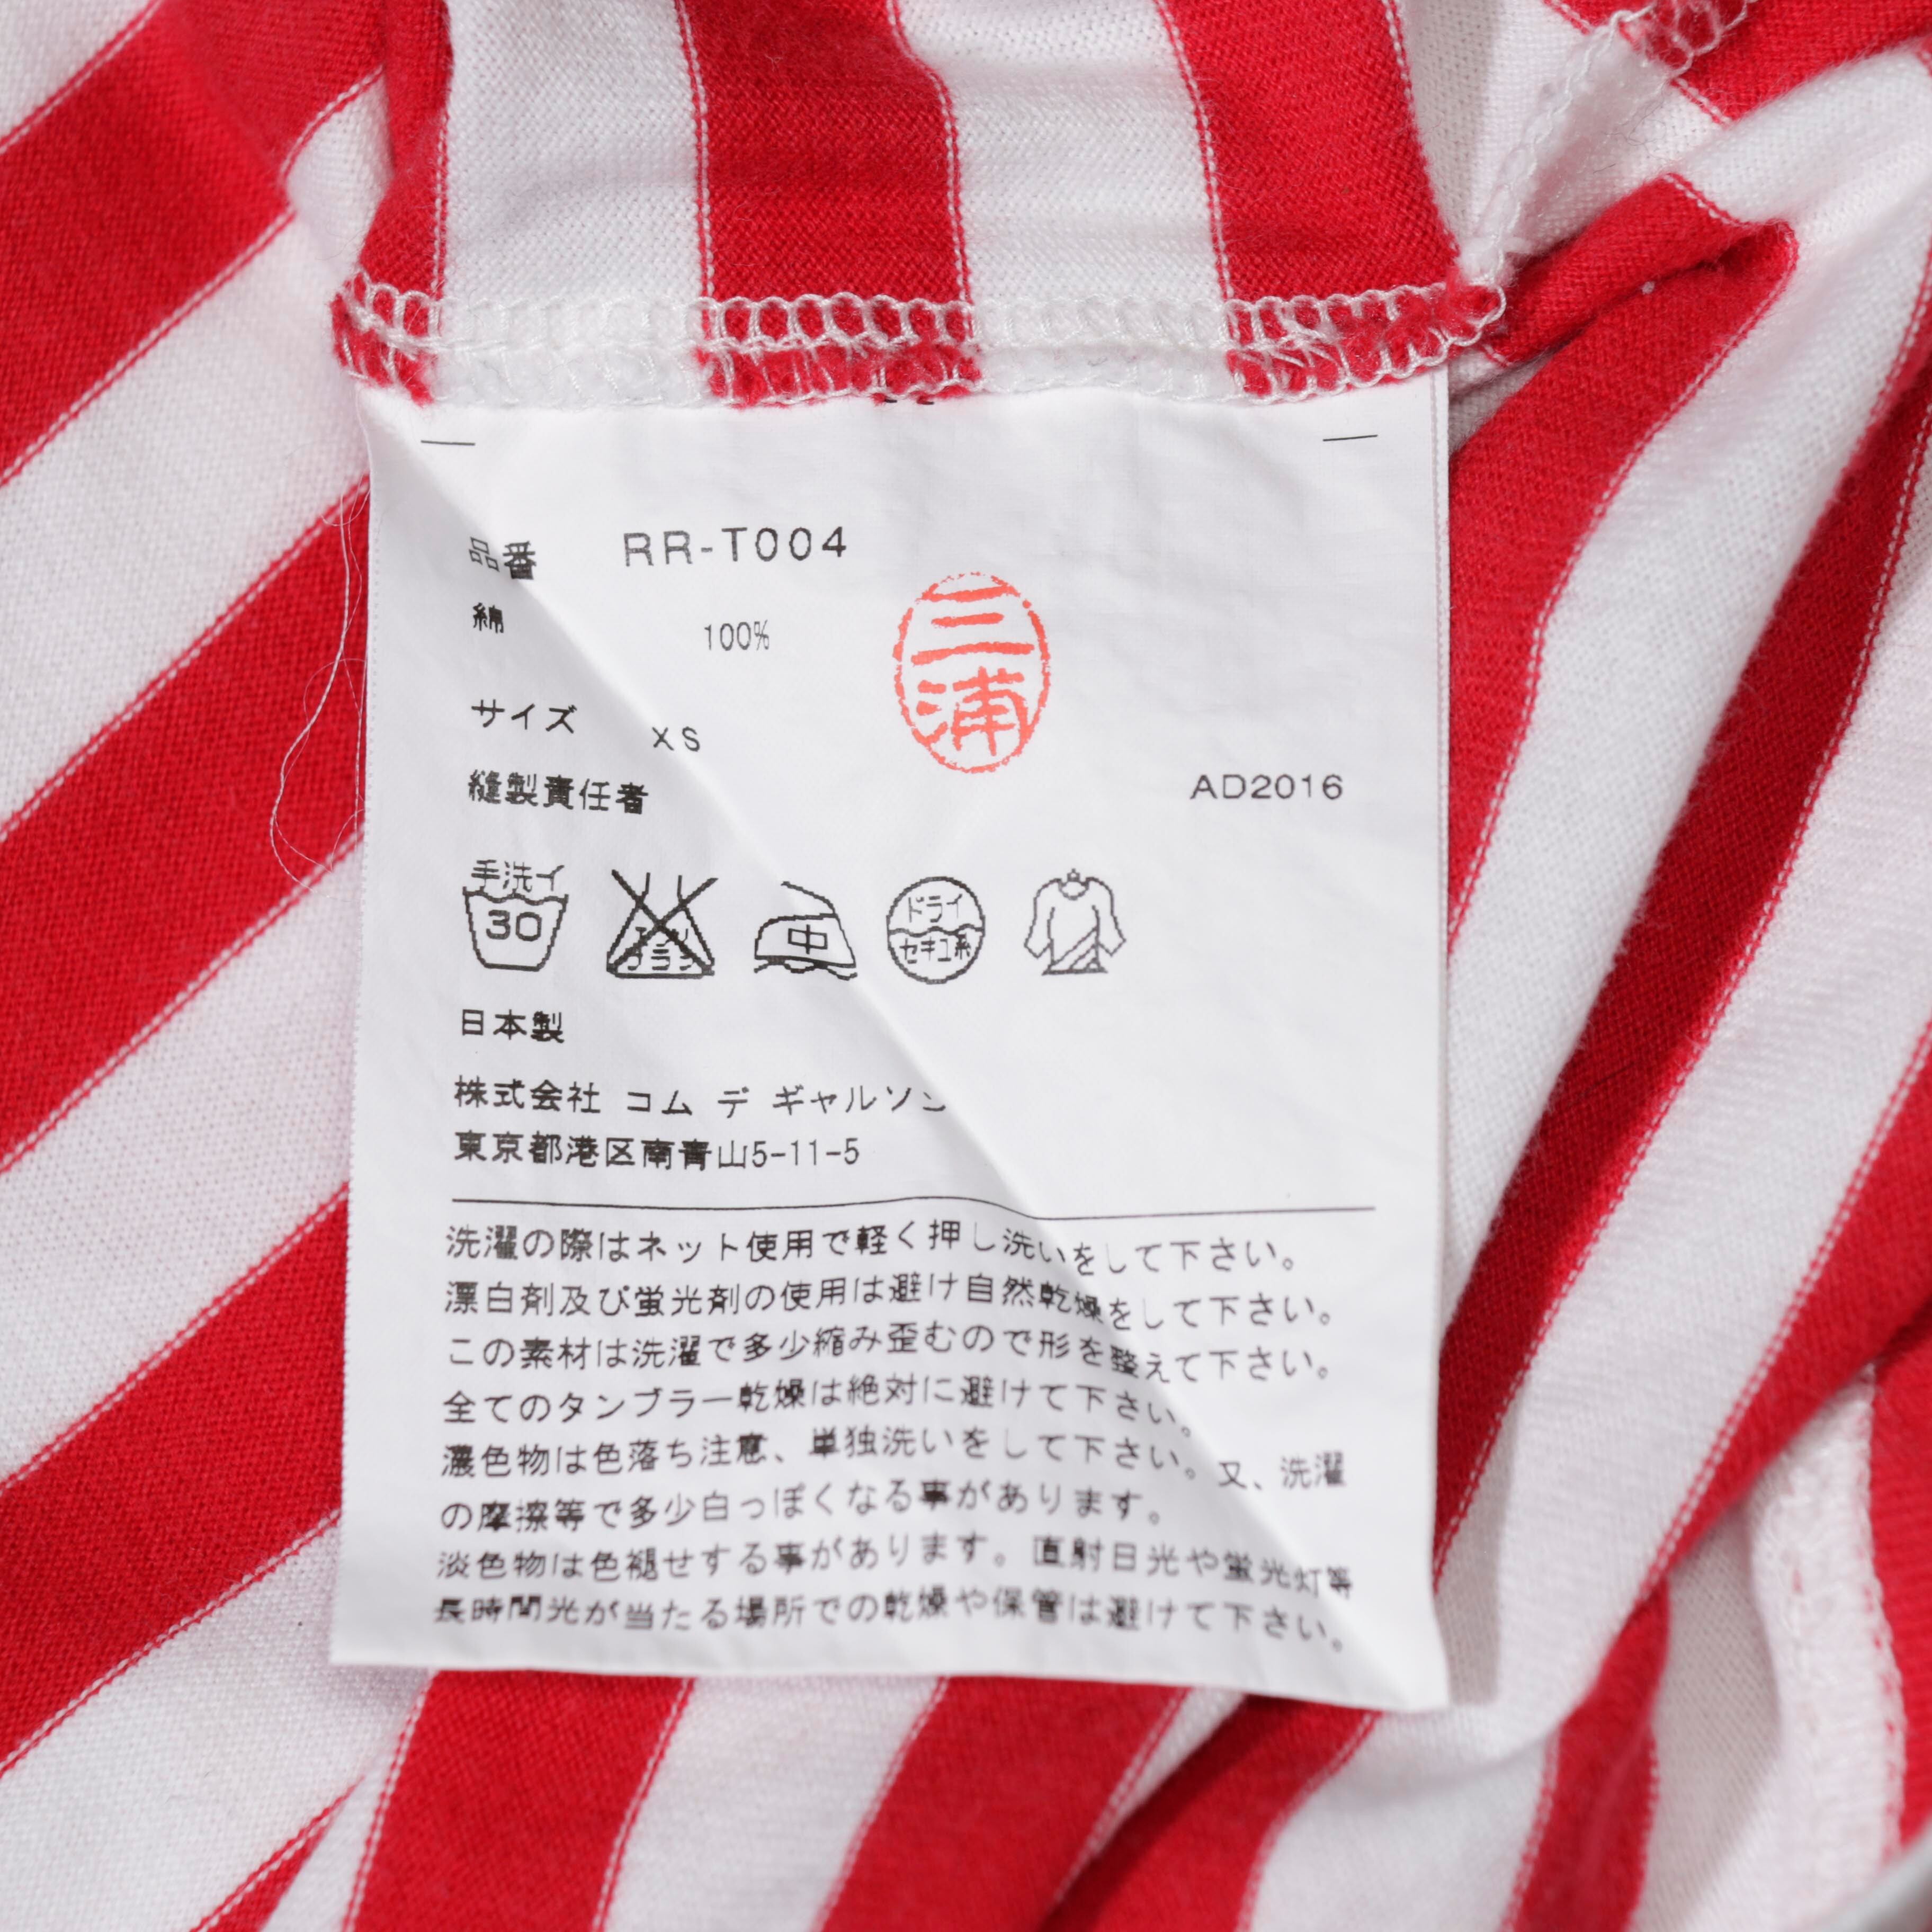 品番 RR-T004
綿 100%
三浦
サイズ XS
縫製責任者
AD2016
手洗イ
30
エンソ
サラシ
中
ドライ
セキユ系
日本製
株式会社 コム デ ギャルソン
東京都港区南青山5-11-5
洗濯の際はネット使用で軽く押し洗いをして下さい。
漂白剤及び蛍光剤の使用は避け自然乾燥をして下さい。
この素材は洗濯で多少縮み歪むので形を整えて下さい。
全てのタンブラー乾燥は絶対に避けて下さい。
濃色物は色落ち注意、単独洗いをして下さい。又、洗濯
の摩擦等で多少白っぽくなる事があります。
淡色物は色褪せする事があります。直射日光や蛍光灯等
長時間光が当たる場所での乾燥や保管は避けて下さい。